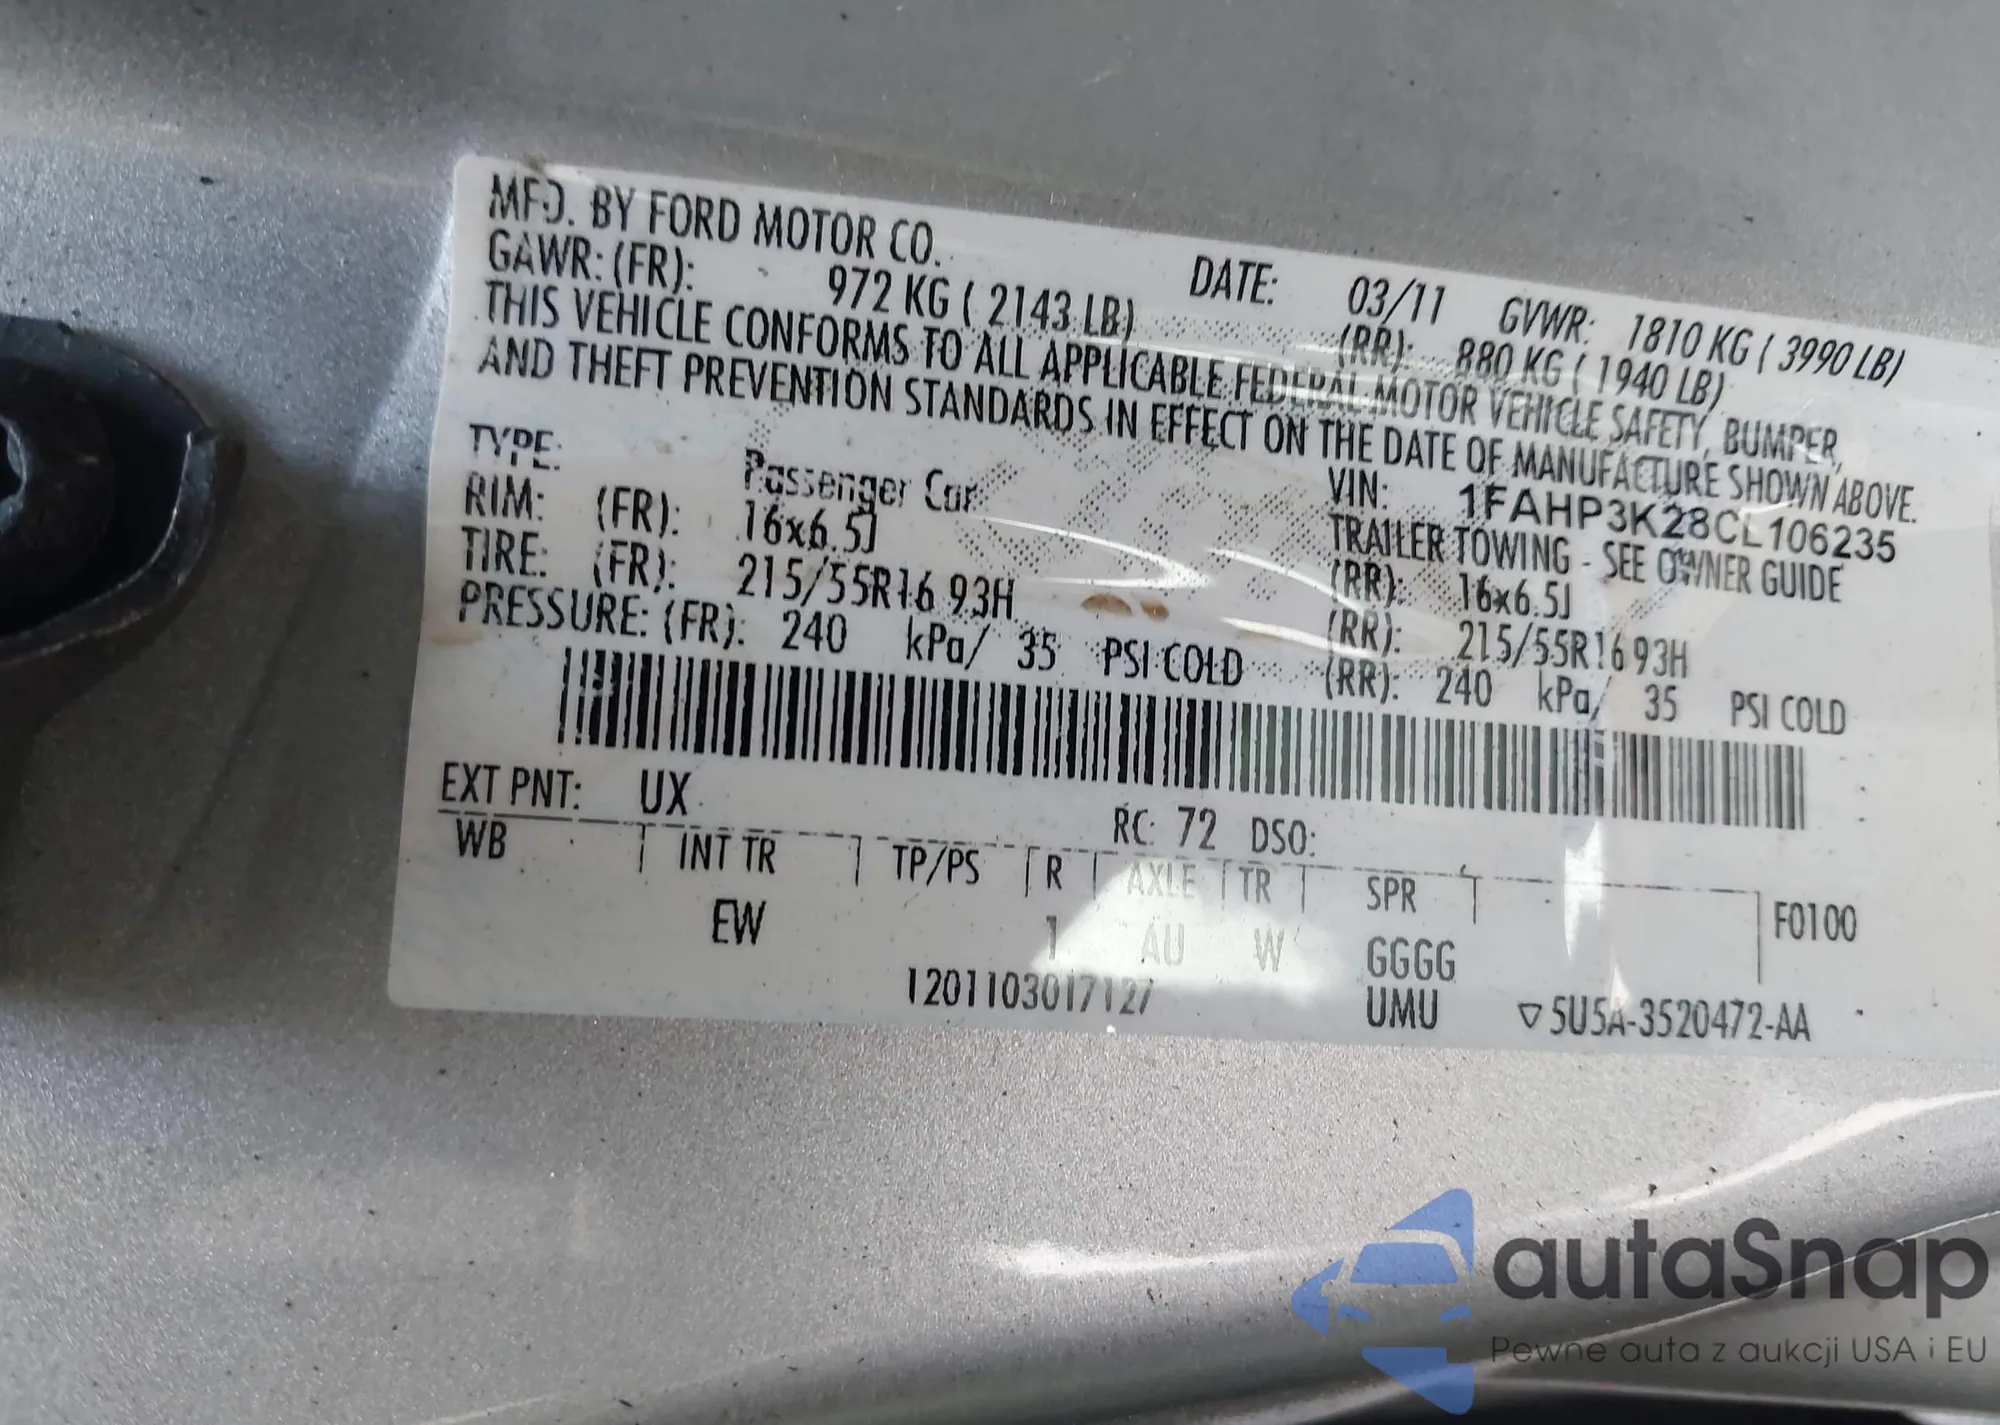 MFD. BY FORD MOTOR CO. DATE: 03/11 GVWR: 1810 KG ( 3990 LB)
GAWR: (FR): 972 KG ( 2143 LB) (RR): 880 KG ( 1940 LB)
THIS VEHICLE CONFORMS TO ALL APPLICABLE FEDERAL MOTOR VEHICLE SAFETY, BUMPER,
AND THEFT PREVENTION STANDARDS IN EFFECT ON THE DATE OF MANUFACTURE SHOWN ABOVE.
VIN: 1FAHP3K28CL106235
TYPE: Passenger Car TRAILER TOWING - SEE OWNER GUIDE
RIM: (FR): 16x6.5J (RR): 16x6.5J
TIRE: (FR): 215/55R16 93H (RR): 215/55R16 93H
PRESSURE: (FR): 240 kPa/ 35 PSI COLD (RR): 240 kPa/ 35 PSI COLD
EXT PNT: UX RC: 72 DSO:
WB INT TR TP/PS R AXLE TR SPR F0100
EW 1 AU W GGGG
1201103017127 UMU ▽5U5A-3520472-AA
autaSnap
Pewne auta z aukcji USA i EU